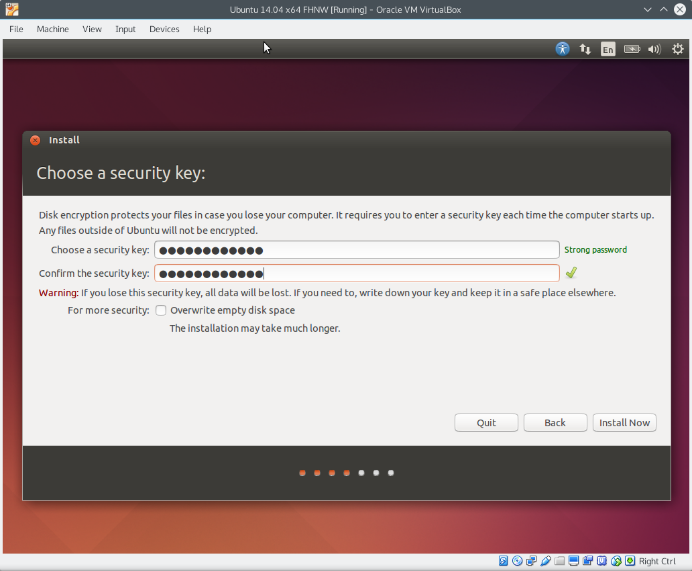 Ubuntu 14.04 x64 FHNW [Running] - Oracle VM VirtualBox
File Machine View Input Devices Help
En
Install
Choose a security key:
Disk encryption protects your files in case you lose your computer. It requires you to enter a security key each time the computer starts up.
Any files outside of Ubuntu will not be encrypted.
Choose a security key: ●●●●●●●●●●●● Strong password
Confirm the security key: ●●●●●●●●●●●●
Warning: If you lose this security key, all data will be lost. If you need to, write down your key and keep it in a safe place elsewhere.
For more security: Overwrite empty disk space
The installation may take much longer.
Quit Back Install Now
Right Ctrl